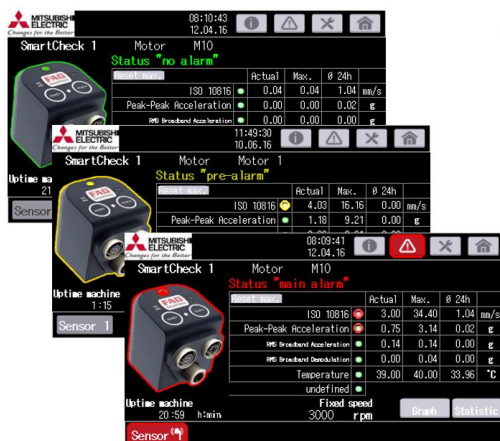 MITSUBISHI
ELECTRIC
Changes for the Better
08:10:43
12.04.16
SmartCheck 1 Motor M10
Status "no alarm"
Reset max. Actual Max. Ø 24h
ISO 10816 0.04 0.04 1.04 mm/s
Peak-Peak Acceleration 0.00 0.00 0.02 g
RMS Broadband Acceleration 0.00 0.00 0.01 g
FAG
Uptime m
21
Sensor
MITSUBISHI
ELECTRIC
Changes for the Better
11:49:30
10.06.16
SmartCheck 1 Motor Motor 1
Status "pre-alarm"
Reset max. Actual Max. Ø 24h
ISO 10816 4.03 16.16 0.00 mm/s
Peak-Peak Acceleration 1.18 9.21 0.00 g
FAG
Uptime machine
1:15
Sensor 1
MITSUBISHI
ELECTRIC
Changes for the Better
08:09:41
12.04.16
SmartCheck 1 Motor M10
Status "main alarm"
Reset max. Actual Max. Ø 24h
ISO 10816 3.00 34.40 1.04 mm/s
Peak-Peak Acceleration 0.75 3.14 0.02 g
RMS Broadband Acceleration 0.14 0.14 0.00 g
RMS Broadband Demodulation 0.00 0.04 0.00 g
Temperature 39.00 40.00 33.96 °C
undefined
FAG
Uptime machine Fixed speed
20:59 h:min 3000 rpm Graph Statistic
Sensor